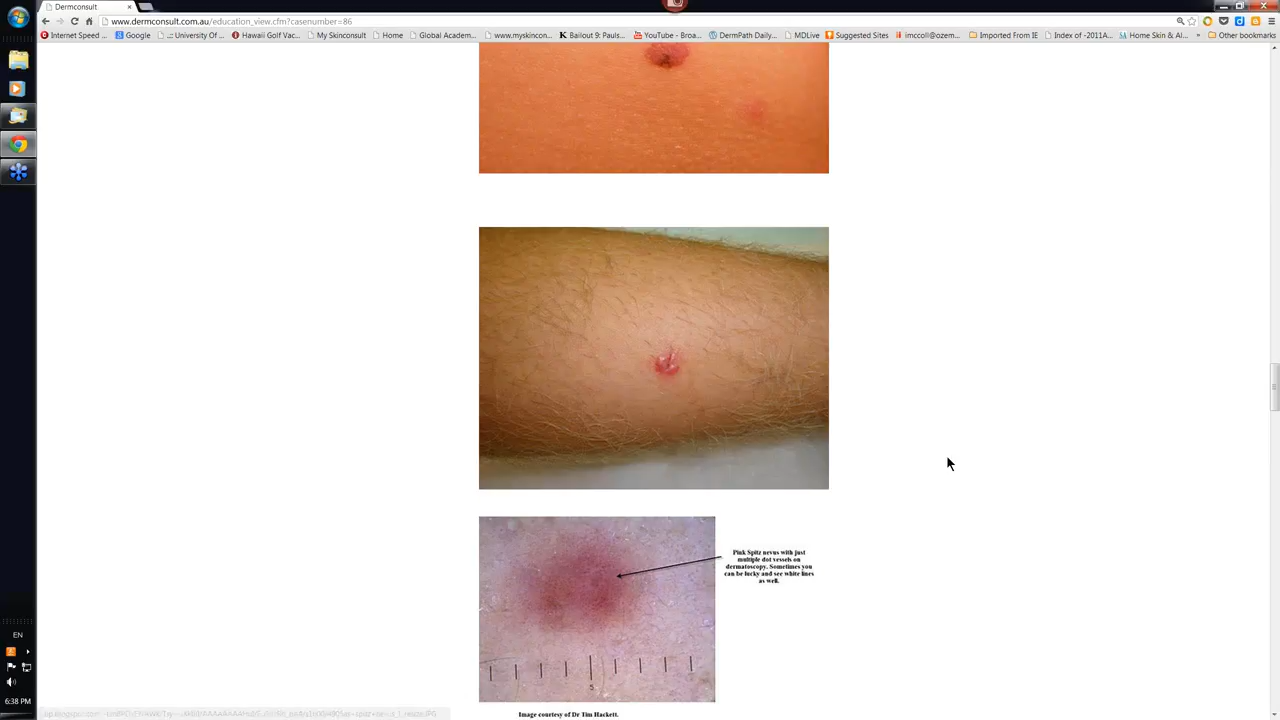 Dermconsult
www.dermconsult.com.au/education_view.cfm?casenumber=86
Internet Speed ...
Google
University Of ...
Hawaii Golf Vac...
My Skinconsult
Home
Global Academ...
www.myskincon...
Bailout 9: Pauls...
YouTube - Broa...
DermPath Daily...
MDLive
Suggested Sites
imccoll@ozem...
Imported From IE
Index of -2011A...
Home Skin & Al...
Other bookmarks
Pink Spitz nevus with just
multiple dot vessels on
dermatoscopy. Sometimes you
can be lucky and see white lines
as well.
5
Image courtesy of Dr Tim Hackett.
EN
6:38 PM